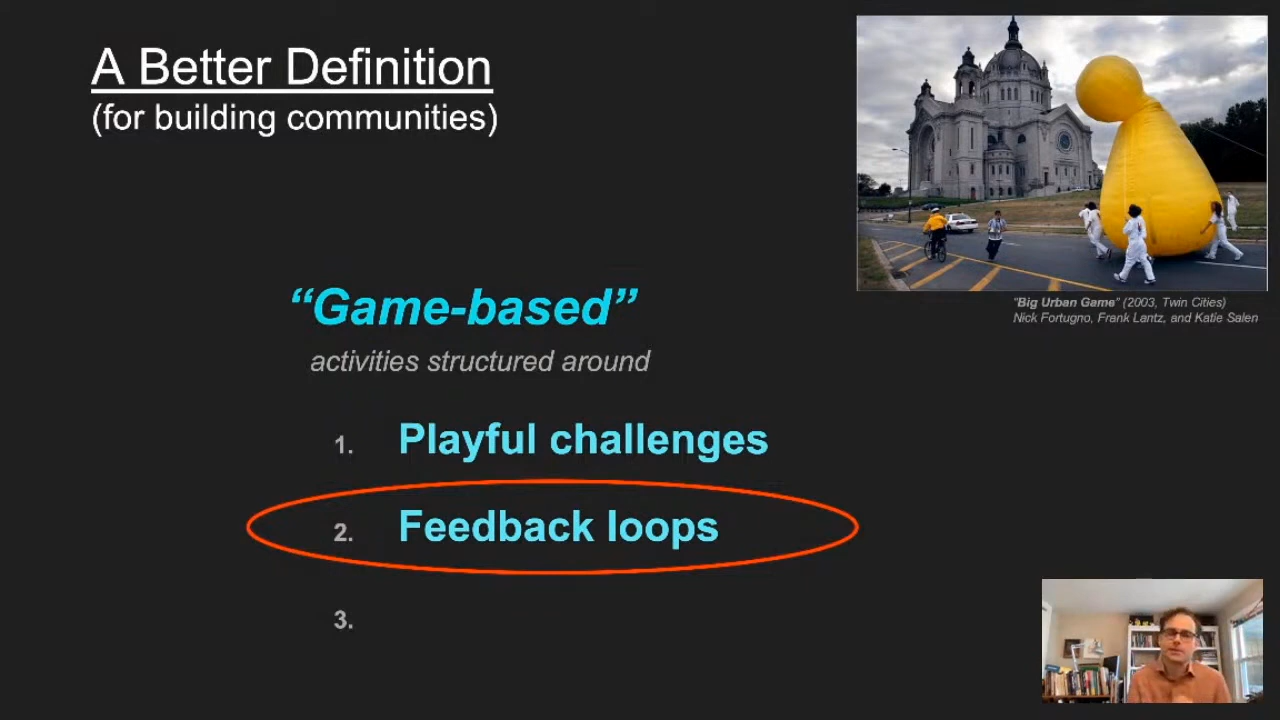 A Better Definition
(for building communities)
“Game-based”
activities structured around
1. Playful challenges
2. Feedback loops
3.
“Big Urban Game” (2003, Twin Cities)
Nick Fortugno, Frank Lantz, and Katie Salen